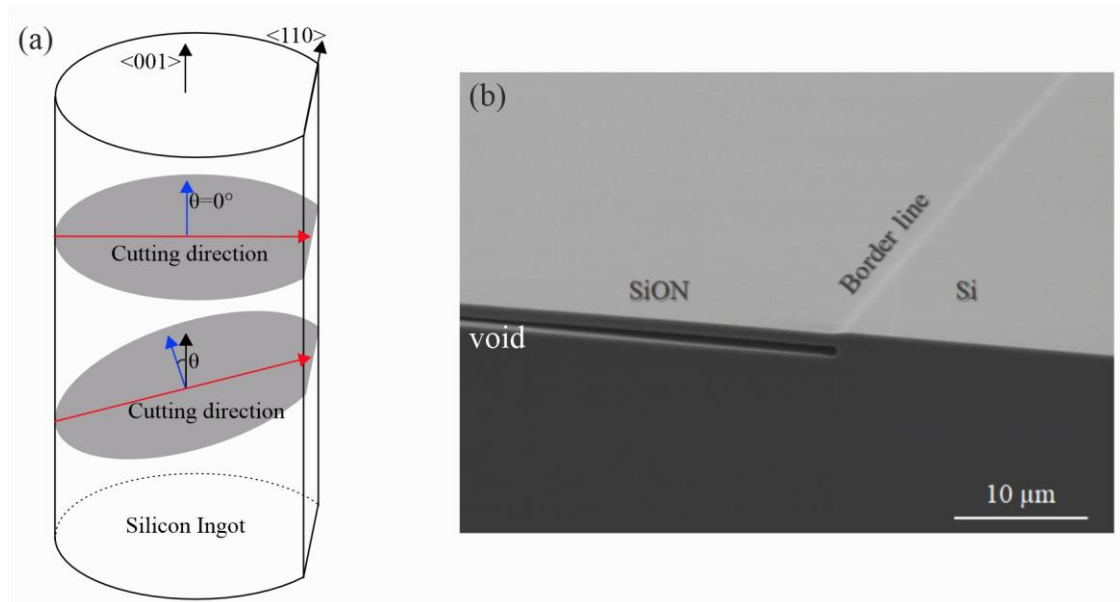 (a)
<001>
<110>
θ=0°
Cutting direction
θ
Cutting direction
Silicon Ingot
(b)
Border line
SiON
Si
void
10 μm